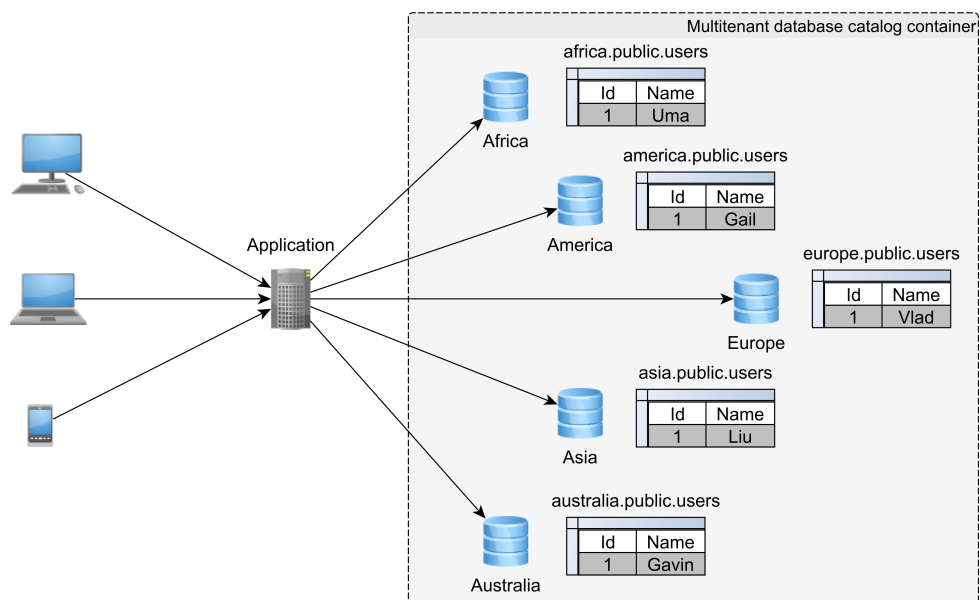 Multitenant database catalog container
africa.public.users
Id Name
1 Uma
Africa
america.public.users
Id Name
1 Gail
America
Application
europe.public.users
Id Name
1 Vlad
Europe
asia.public.users
Id Name
1 Liu
Asia
australia.public.users
Id Name
1 Gavin
Australia